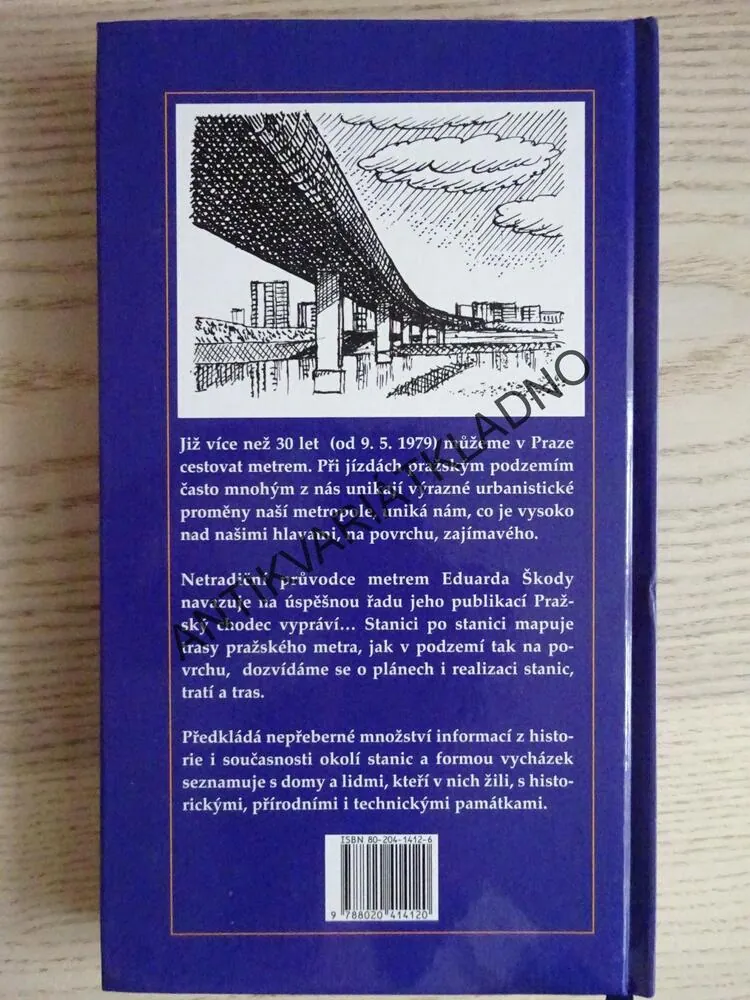 Již více než 30 let (od 9. 5. 1979) můžeme v Praze
cestovat metrem. Při jízdách pražským podzemím
často mnohým z nás unikají výrazné urbanistické
proměny naší metropole, uniká nám, co je vysoko
nad našimi hlavami, na povrchu, zajímavého.
Netradiční průvodce metrem Eduarda Škody
navazuje na úspěšnou řadu jeho publikací Praž-
ský chodec vypráví... Stanici po stanici mapuje
trasy pražského metra, jak v podzemí tak na po-
vrchu, dozvídáme se o plánech i realizaci stanic,
tratí a tras.
Předkládá nepřeberné množství informací z histo-
rie i současnosti okolí stanic a formou vycházek
seznamuje s domy a lidmi, kteří v nich žili, s histo-
rickými, přírodními i technickými památkami.
ISBN 80-204-1412-6
9 788020 414120
ANTIKVARIÁTKLADNO